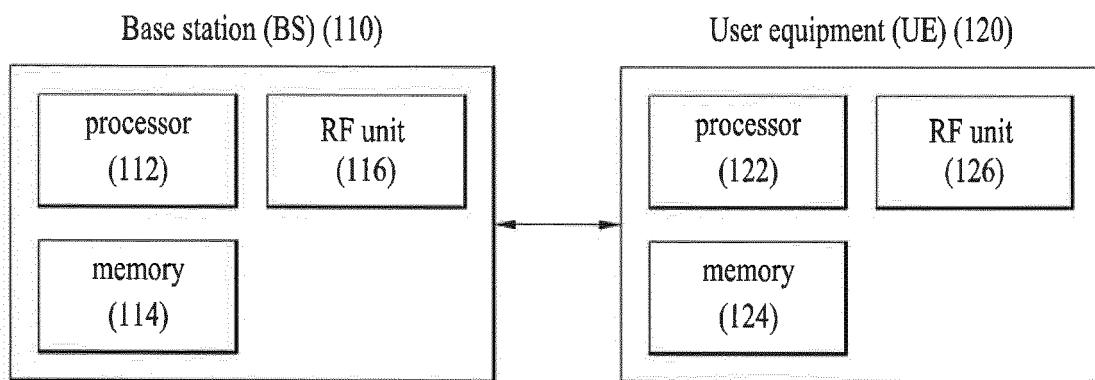 Base station (BS) (110)
processor
(112)
RF unit
(116)
memory
(114)
User equipment (UE) (120)
processor
(122)
RF unit
(126)
memory
(124)